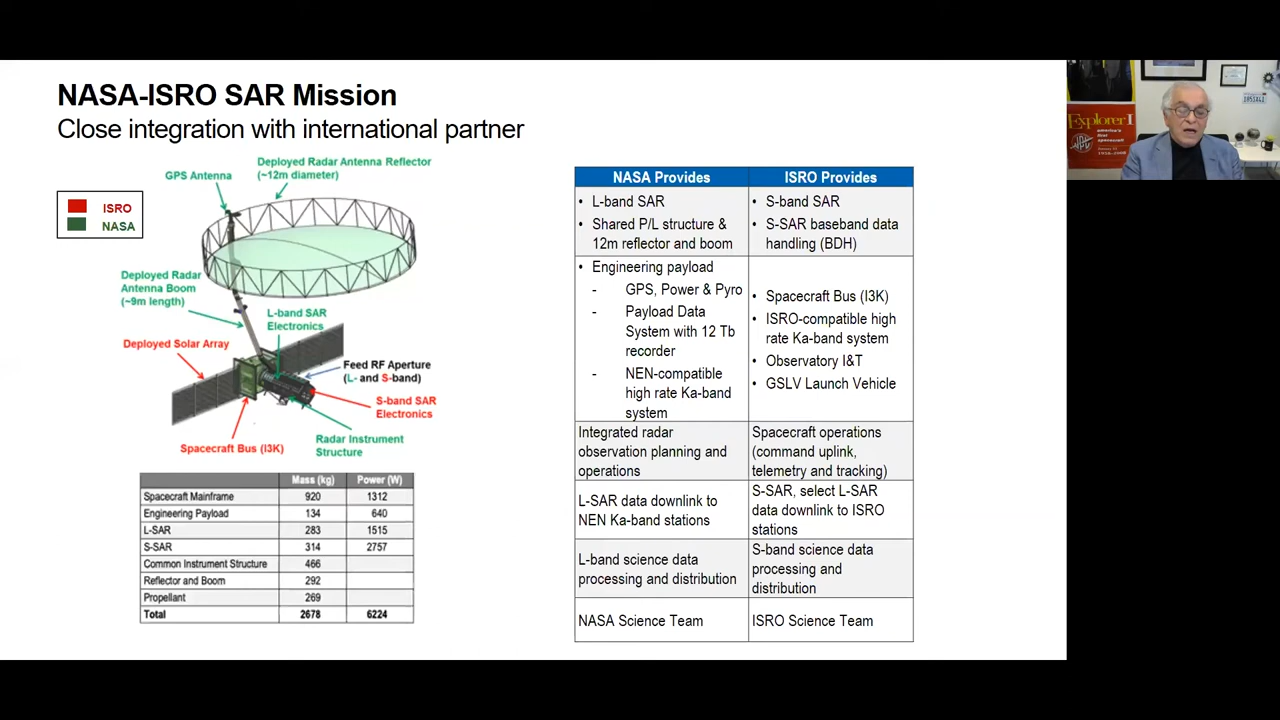 NASA-ISRO SAR Mission
Close integration with international partner
ISRO
NASA
GPS Antenna
Deployed Radar Antenna Reflector
(~12m diameter)
Deployed Radar
Antenna Boom
(~9m length)
L-band SAR
Electronics
Deployed Solar Array
Feed RF Aperture
(L- and S-band)
S-band SAR
Electronics
Spacecraft Bus (I3K)
Radar Instrument
Structure
Mass (kg) Power (W)
Spacecraft Mainframe 920 1312
Engineering Payload 134 640
L-SAR 283 1515
S-SAR 314 2757
Common Instrument Structure 466
Reflector and Boom 292
Propellant 269
Total 2678 6224
NASA Provides
ISRO Provides
• L-band SAR
• Shared P/L structure &
12m reflector and boom
• S-band SAR
• S-SAR baseband data
handling (BDH)
• Engineering payload
- GPS, Power & Pyro
- Payload Data
System with 12 Tb
recorder
- NEN-compatible
high rate Ka-band
system
• Spacecraft Bus (I3K)
• ISRO-compatible high
rate Ka-band system
• Observatory I&T
• GSLV Launch Vehicle
Integrated radar
observation planning and
operations
Spacecraft operations
(command uplink,
telemetry and tracking)
L-SAR data downlink to
NEN Ka-band stations
S-SAR, select L-SAR
data downlink to ISRO
stations
L-band science data
processing and distribution
S-band science data
processing and
distribution
NASA Science Team
ISRO Science Team
Explorer I
america's
first
spacecraft
JPL